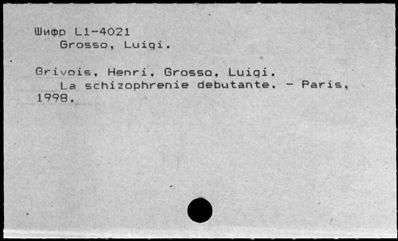 Шифр L1-4021
Grosso, Luigi.
Grivois, Henri, Grosso, Luigi.
La schizophrenie debutante. - Paris,
1998.